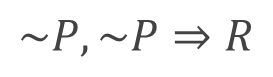 ~P, ~P ⇒ R